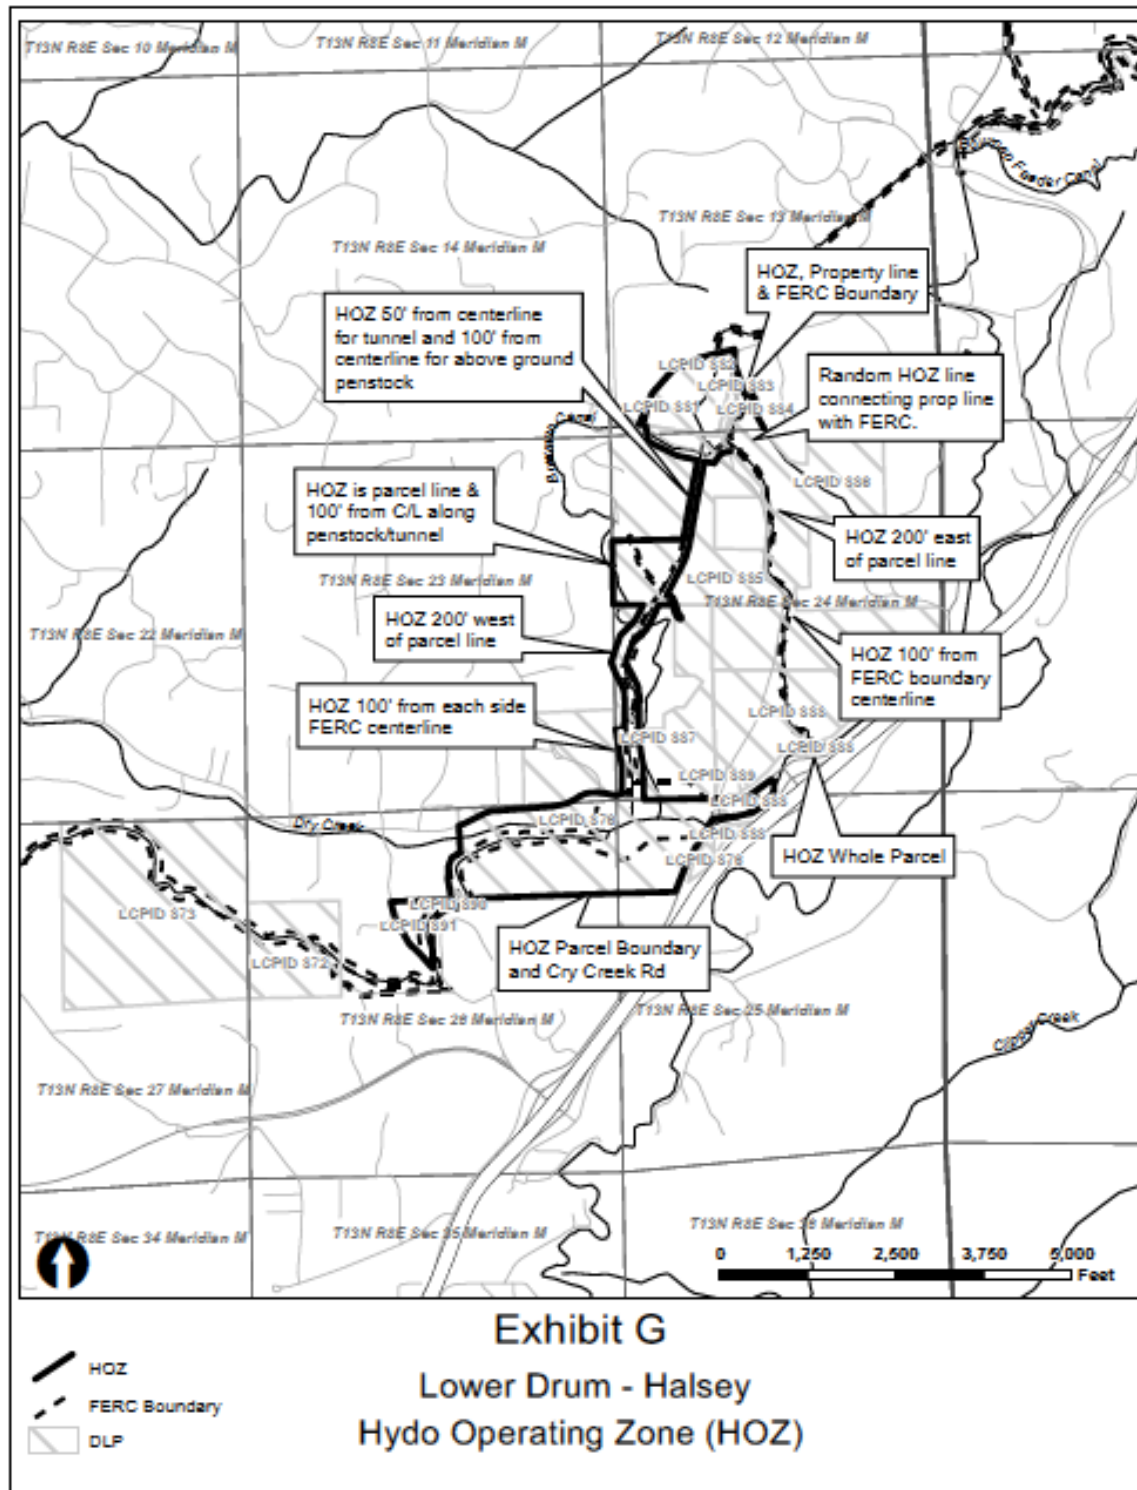 T13N R8E Sec 10 Meridian M
T13N R8E Sec 11 Meridian M
T13N R8E Sec 12 Meridian M
Feeder Canal
T13N R8E Sec 13 Meridian M
T13N R8E Sec 14 Meridian M
HOZ, Property line
& FERC Boundary
HOZ 50' from centerline
for tunnel and 100' from
centerline for above ground
penstock
LCPID 882
LCPID 883
LCPID 881
LCPID 884
Random HOZ line
connecting prop line
with FERC.
Canal
LCPID 886
HOZ is parcel line &
100' from C/L along
penstock/tunnel
HOZ 200' east
of parcel line
T13N R8E Sec 23 Meridian M
LCPID 885
T13N R8E Sec 24 Meridian M
T13N R8E Sec 22 Meridian M
HOZ 200' west
of parcel line
HOZ 100' from
FERC boundary
centerline
HOZ 100' from each side
FERC centerline
LCPID 887
LCPID 889
Dry Creek
HOZ Whole Parcel
LCPID 873
LCPID 872
LCPID 890
LCPID 891
HOZ Parcel Boundary
and Cry Creek Rd
T13N R8E Sec 26 Meridian M
T13N R8E Sec 25 Meridian M
Creek
T13N R8E Sec 27 Meridian M
T13N R8E Sec 34 Meridian M
T13N R8E Sec 35 Meridian M
T13N R8E Sec 36 Meridian M
0 1,250 2,500 3,750 5,000
Feet
Exhibit G
Lower Drum - Halsey
Hydo Operating Zone (HOZ)
HOZ
FERC Boundary
DLP